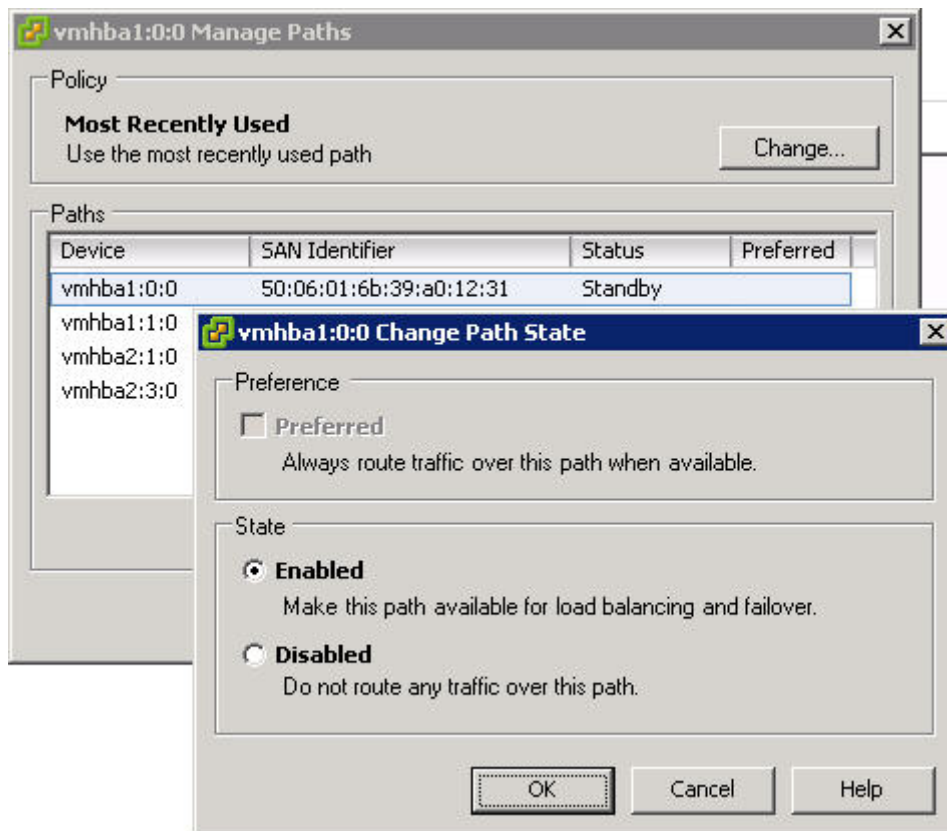 vmhba1:0:0 Manage Paths
Policy
Most Recently Used
Use the most recently used path
Change...
Paths
Device SAN Identifier Status Preferred
vmhba1:0:0 50:06:01:6b:39:a0:12:31 Standby
vmhba1:1:0
vmhba2:1:0
vmhba2:3:0
vmhba1:0:0 Change Path State
Preference
Preferred
Always route traffic over this path when available.
State
Enabled
Make this path available for load balancing and failover.
Disabled
Do not route any traffic over this path.
OK Cancel Help